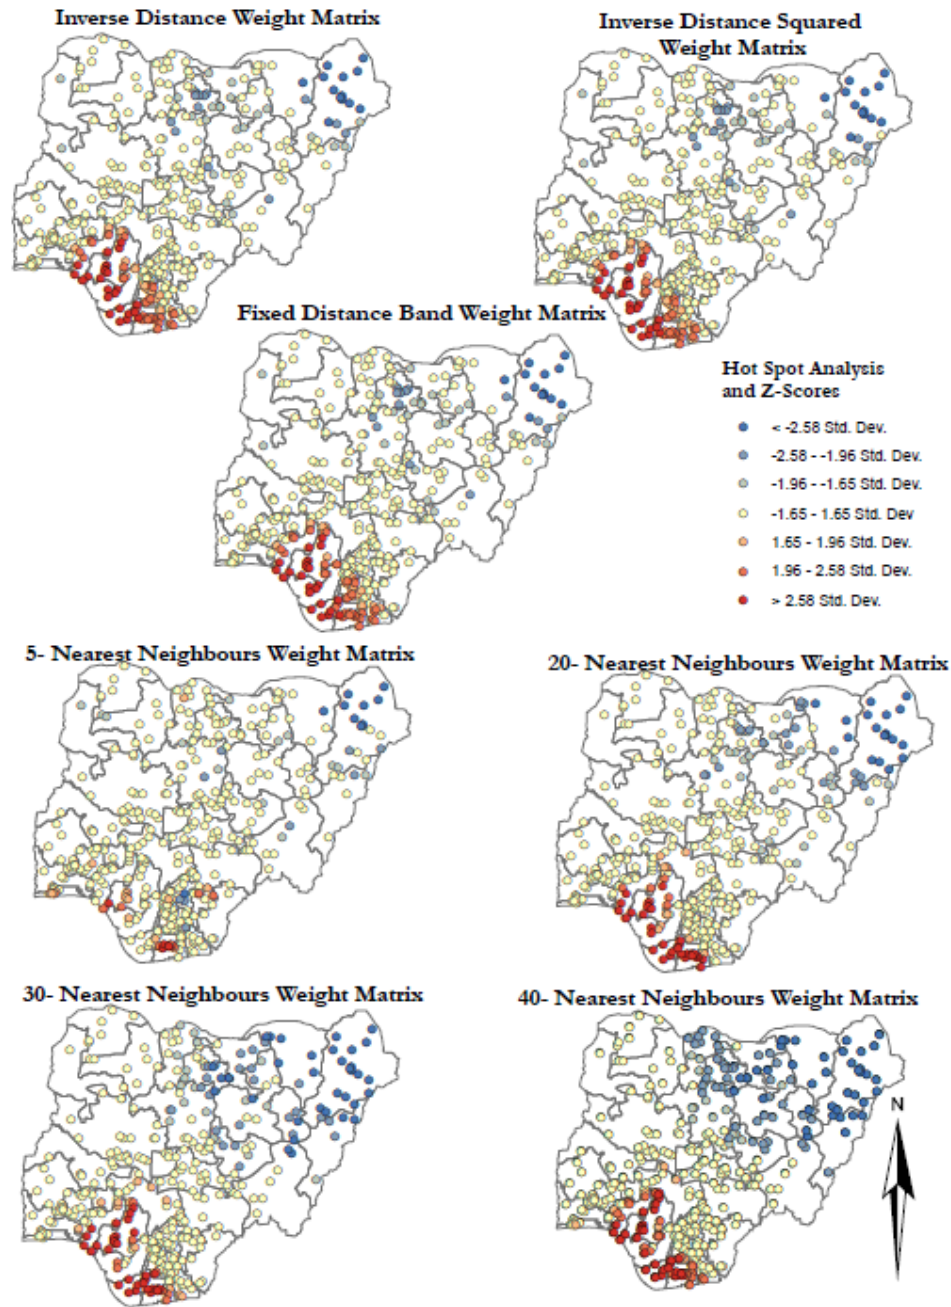 Inverse Distance Weight Matrix
Inverse Distance Squared
Weight Matrix
Fixed Distance Band Weight Matrix
Hot Spot Analysis
and Z-Scores
< -2.58 Std. Dev.
-2.58 - -1.96 Std. Dev.
-1.96 - -1.65 Std. Dev.
-1.65 - 1.65 Std. Dev
1.65 - 1.96 Std. Dev.
1.96 - 2.58 Std. Dev.
> 2.58 Std. Dev.
5- Nearest Neighbours Weight Matrix
20- Nearest Neighbours Weight Matrix
30- Nearest Neighbours Weight Matrix
40- Nearest Neighbours Weight Matrix
N